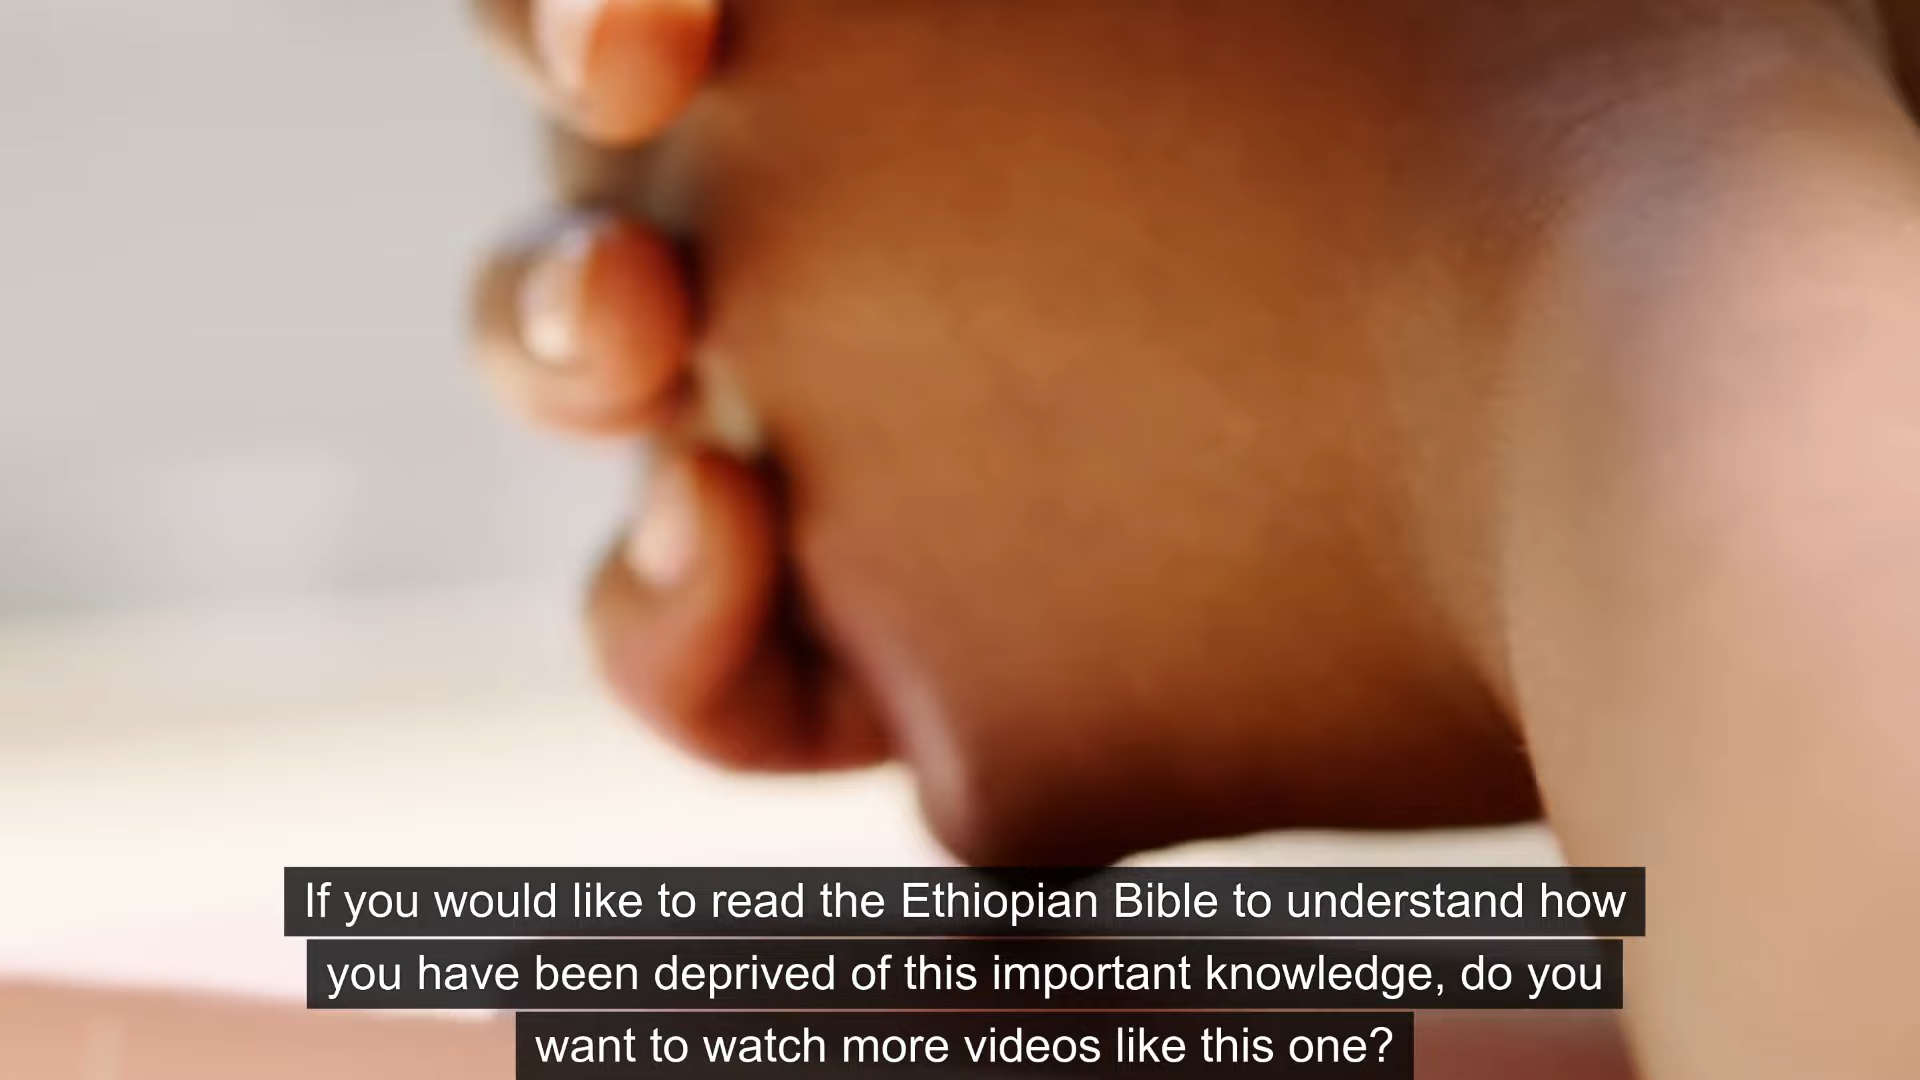 If you would like to read the Ethiopian Bible to understand how
you have been deprived of this important knowledge, do you
want to watch more videos like this one?